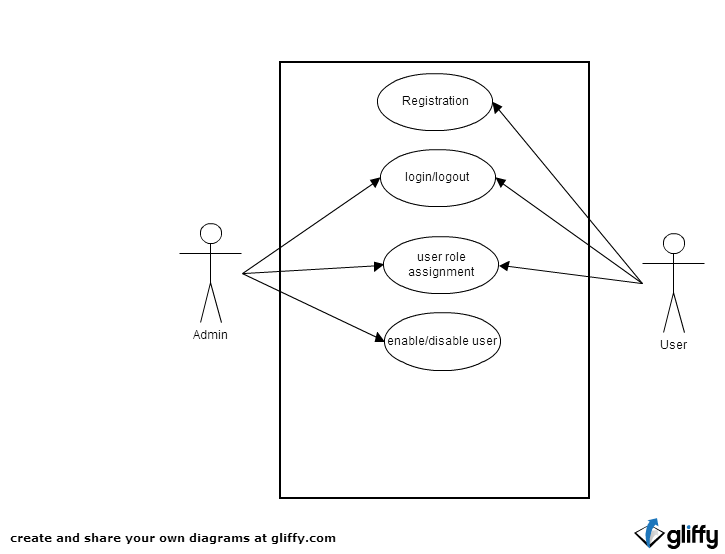 Registration
login/logout
user role
assignment
enable/disable user
Admin
User
create and share your own diagrams at gliffy.com
gliffy